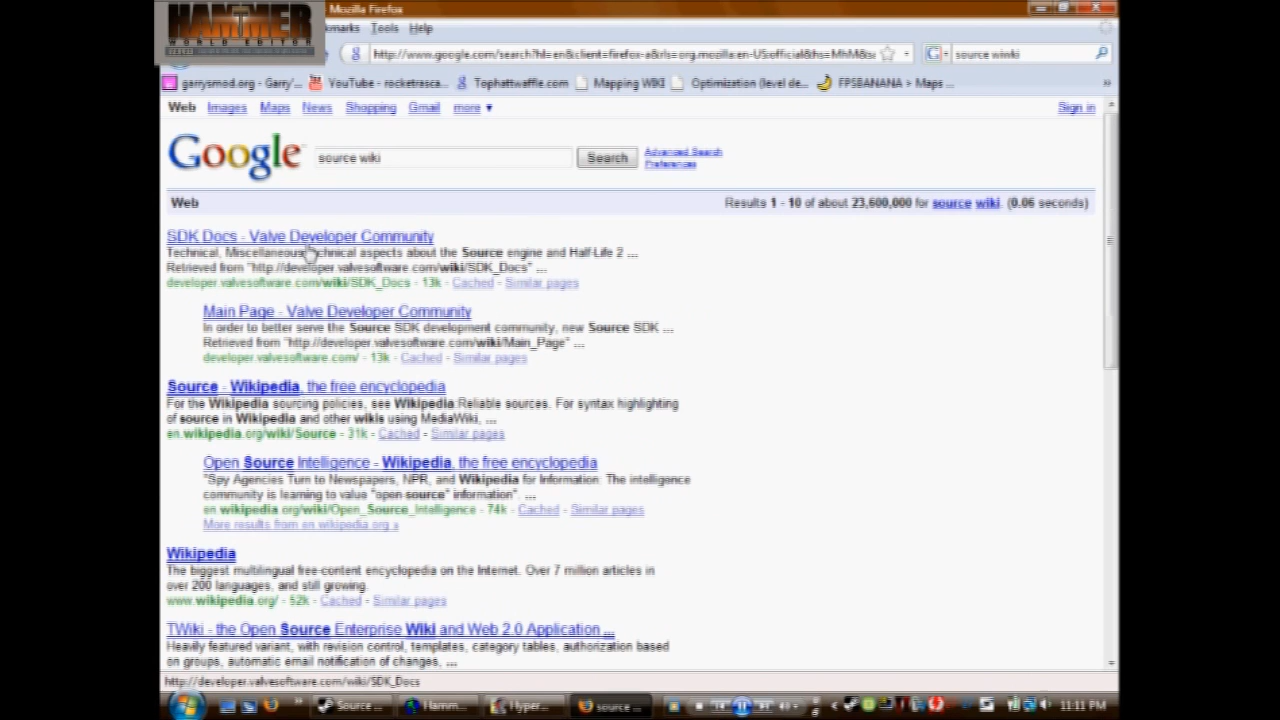 HAMMER
WORLD EDITOR
Mozilla Firefox
kmarks Tools Help
http://www.google.com/search?hl=en&client=firefox-a&rls=org.mozilla:en-US:official&hs=MhM&s
source winki
garrysmod.org - Garry'... YouTube - rocketrasca... Tophattwaffle.com Mapping WIKI Optimization (level de... FPSBANANA > Maps ... »
Web Images Maps News Shopping Gmail more ▼ Sign in
Google source wiki Search Advanced Search
Preferences
Web Results 1 - 10 of about 23,600,000 for source wiki. (0.06 seconds)
SDK Docs - Valve Developer Community
Technical, Miscellaneous Technical aspects about the Source engine and Half-Life 2 ...
Retrieved from "http://developer.valvesoftware.com/wiki/SDK_Docs" ...
developer.valvesoftware.com/wiki/SDK_Docs - 13k - Cached - Similar pages
Main Page - Valve Developer Community
In order to better serve the Source SDK development community, new Source SDK ...
Retrieved from "http://developer.valvesoftware.com/wiki/Main_Page" ...
developer.valvesoftware.com/ - 13k - Cached - Similar pages
Source - Wikipedia, the free encyclopedia
For the Wikipedia sourcing policies, see Wikipedia Reliable sources. For syntax highlighting
of source in Wikipedia and other wikis using MediaWiki, ...
en.wikipedia.org/wiki/Source - 31k - Cached - Similar pages
Open Source Intelligence - Wikipedia, the free encyclopedia
"Spy Agencies Turn to Newspapers, NPR, and Wikipedia for Information. The intelligence
community is learning to value "open source" information". ...
en.wikipedia.org/wiki/Open_Source_Intelligence - 74k - Cached - Similar pages
More results from en.wikipedia.org »
Wikipedia
The biggest multilingual free-content encyclopedia on the Internet. Over 7 million articles in
over 200 languages, and still growing.
www.wikipedia.org/ - 52k - Cached - Similar pages
TWiki - the Open Source Enterprise Wiki and Web 2.0 Application ...
Heavily featured variant, with revision control, templates, category tables, authorization based
on groups, automatic email notification of changes, ...
http://developer.valvesoftware.com/wiki/SDK_Docs
Source ... Hamm... Hyper... source ... 11:11 PM